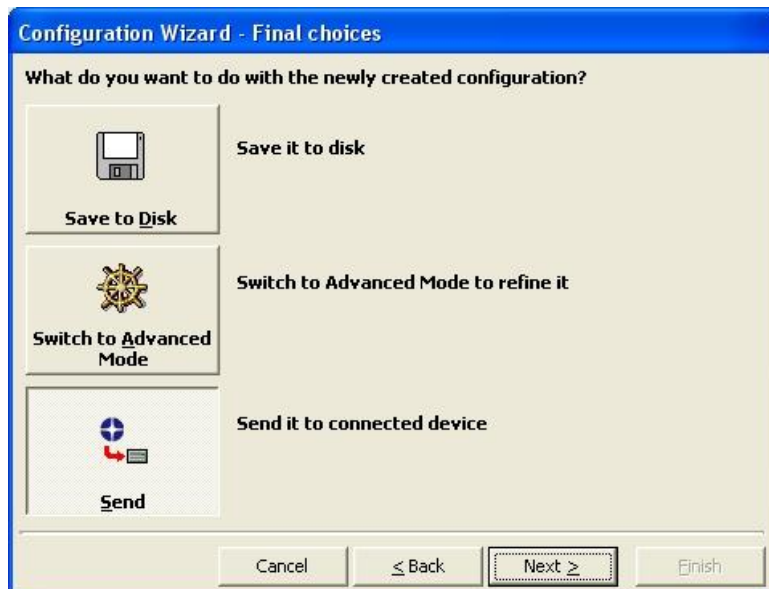 Configuration Wizard - Final choices
What do you want to do with the newly created configuration?
Save it to disk
Save to Disk
Switch to Advanced Mode to refine it
Switch to Advanced
Mode
Send it to connected device
Send
Cancel
< Back
Next >
Finish